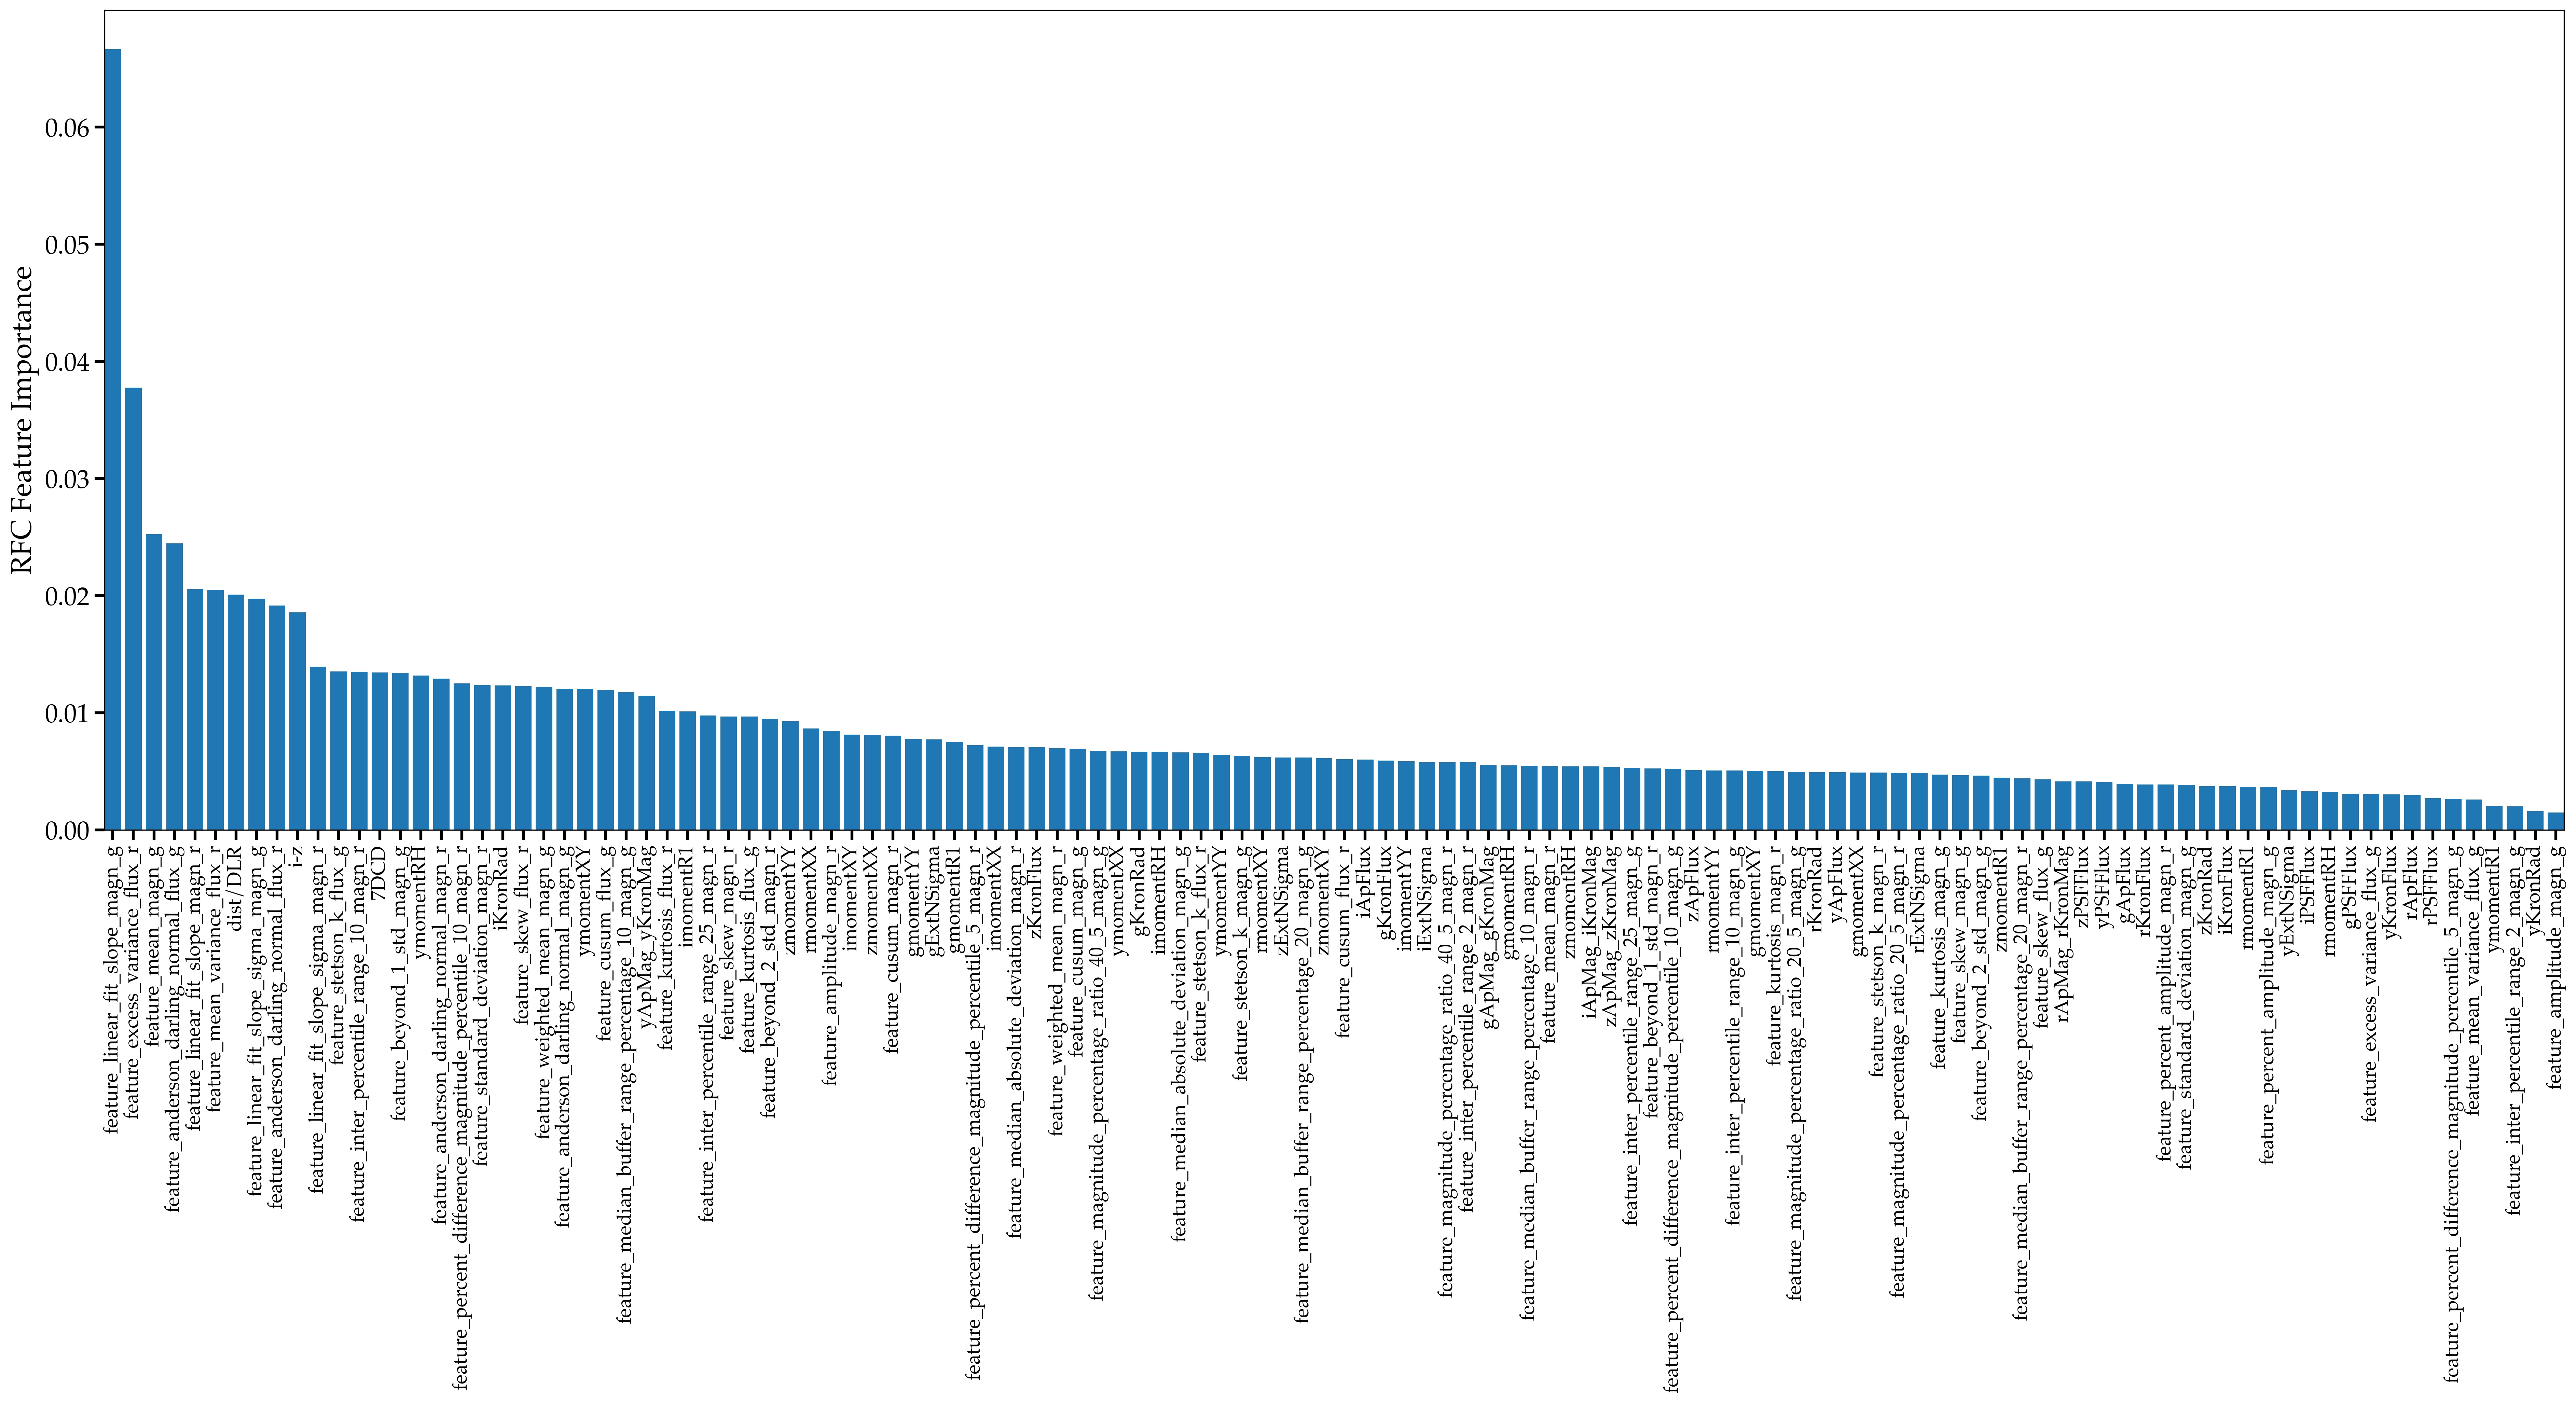 RFC Feature Importance
0.06
0.05
0.04
0.03
0.02
0.01
0.00
feature_linear_fit_slope_magn_g
feature_excess_variance_flux_r
feature_mean_magn_g
feature_anderson_darling_normal_flux_g
feature_linear_fit_slope_magn_r
feature_mean_variance_flux_r
dist/DLR
feature_linear_fit_slope_sigma_magn_g
feature_anderson_darling_normal_flux_r
i-z
feature_linear_fit_slope_sigma_magn_r
feature_stetson_k_flux_g
feature_inter_percentile_range_10_magn_r
7DCD
feature_beyond_1_std_magn_g
ymomentRH
feature_anderson_darling_normal_magn_r
feature_percent_difference_magnitude_percentile_10_magn_r
feature_standard_deviation_magn_r
iKronRad
feature_skew_flux_r
feature_weighted_mean_magn_g
feature_anderson_darling_normal_magn_g
ymomentXY
feature_cusum_flux_g
feature_median_buffer_range_percentage_10_magn_g
yApMag_yKronMag
feature_kurtosis_flux_r
imomentR1
feature_inter_percentile_range_25_magn_r
feature_skew_magn_r
feature_kurtosis_flux_g
feature_beyond_2_std_magn_r
zmomentYY
rmomentXX
feature_amplitude_magn_r
imomentXY
zmomentXX
feature_cusum_magn_r
gmomentYY
gExtNSigma
gmomentR1
feature_percent_difference_magnitude_percentile_5_magn_r
imomentXX
feature_median_absolute_deviation_magn_r
zKronFlux
feature_weighted_mean_magn_r
feature_cusum_magn_g
feature_magnitude_percentage_ratio_40_5_magn_g
ymomentXX
gKronRad
imomentRH
feature_median_absolute_deviation_magn_g
feature_stetson_k_flux_r
ymomentYY
feature_stetson_k_magn_g
rmomentXY
zExtNSigma
feature_median_buffer_range_percentage_20_magn_g
zmomentXY
feature_cusum_flux_r
iApFlux
gKronFlux
imomentYY
iExtNSigma
feature_magnitude_percentage_ratio_40_5_magn_r
feature_inter_percentile_range_2_magn_r
gApMag_gKronMag
gmomentRH
feature_median_buffer_range_percentage_10_magn_r
feature_mean_magn_r
zmomentRH
iApMag_iKronMag
zApMag_zKronMag
feature_inter_percentile_range_25_magn_g
feature_beyond_1_std_magn_r
feature_percent_difference_magnitude_percentile_10_magn_g
zApFlux
rmomentYY
feature_inter_percentile_range_10_magn_g
gmomentXY
feature_kurtosis_magn_r
feature_magnitude_percentage_ratio_20_5_magn_g
rKronRad
yApFlux
gmomentXX
feature_stetson_k_magn_r
feature_magnitude_percentage_ratio_20_5_magn_r
rExtNSigma
feature_kurtosis_magn_g
feature_skew_magn_g
feature_beyond_2_std_magn_g
zmomentR1
feature_median_buffer_range_percentage_20_magn_r
feature_skew_flux_g
rApMag_rKronMag
zPSFFlux
yPSFFlux
gApFlux
rKronFlux
feature_percent_amplitude_magn_r
feature_standard_deviation_magn_g
zKronRad
iKronFlux
rmomentR1
feature_percent_amplitude_magn_g
yExtNSigma
iPSFFlux
rmomentRH
gPSFFlux
feature_excess_variance_flux_g
yKronFlux
rApFlux
rPSFFlux
feature_percent_difference_magnitude_percentile_5_magn_g
feature_mean_variance_flux_g
ymomentR1
feature_inter_percentile_range_2_magn_g
yKronRad
feature_amplitude_magn_g